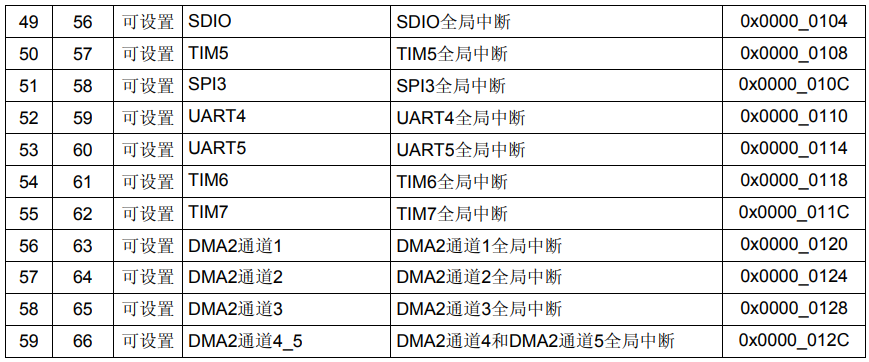 49 56 可设置 SDIO SDIO全局中断 0x0000_0104
50 57 可设置 TIM5 TIM5全局中断 0x0000_0108
51 58 可设置 SPI3 SPI3全局中断 0x0000_010C
52 59 可设置 UART4 UART4全局中断 0x0000_0110
53 60 可设置 UART5 UART5全局中断 0x0000_0114
54 61 可设置 TIM6 TIM6全局中断 0x0000_0118
55 62 可设置 TIM7 TIM7全局中断 0x0000_011C
56 63 可设置 DMA2通道1 DMA2通道1全局中断 0x0000_0120
57 64 可设置 DMA2通道2 DMA2通道2全局中断 0x0000_0124
58 65 可设置 DMA2通道3 DMA2通道3全局中断 0x0000_0128
59 66 可设置 DMA2通道4_5 DMA2通道4和DMA2通道5全局中断 0x0000_012C